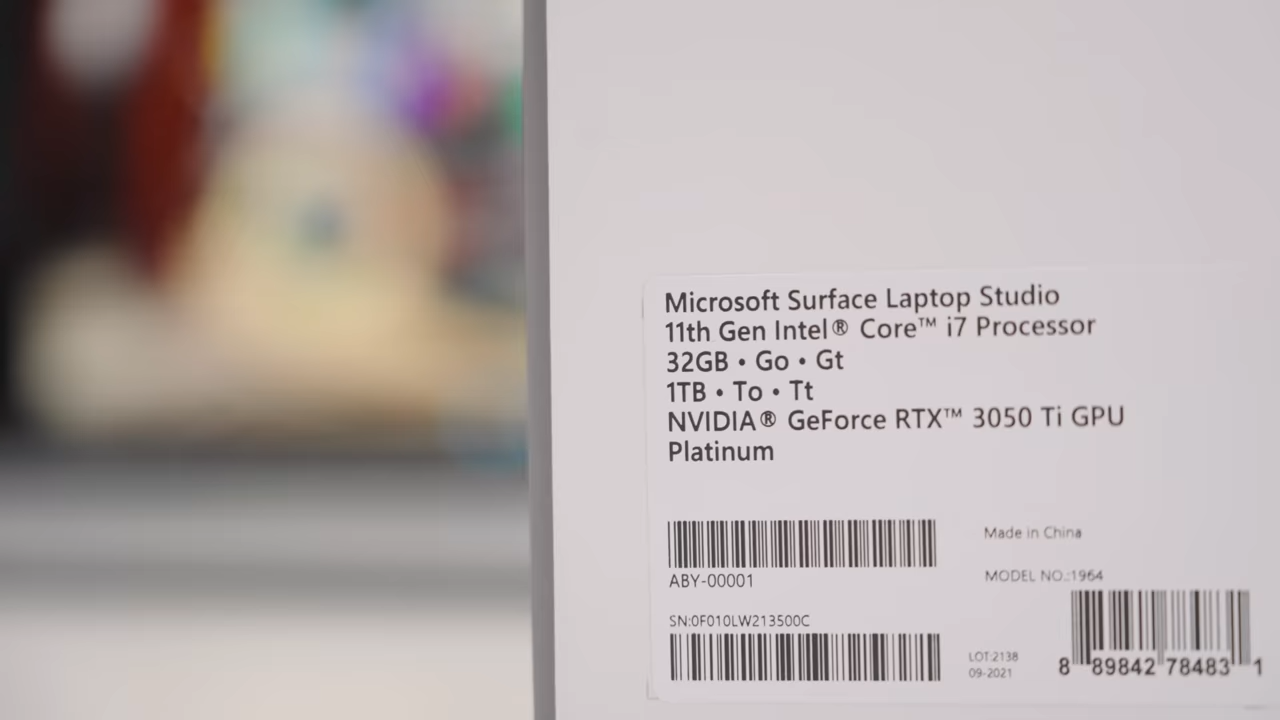 Microsoft Surface Laptop Studio
11th Gen Intel® Core™ i7 Processor
32GB • Go • Gt
1TB • To • Tt
NVIDIA® GeForce RTX™ 3050 Ti GPU
Platinum
ABY-00001
Made in China
MODEL NO.:1964
SN:0F010LW213500C
LOT:2138
09-2021
8 89842 78483 1